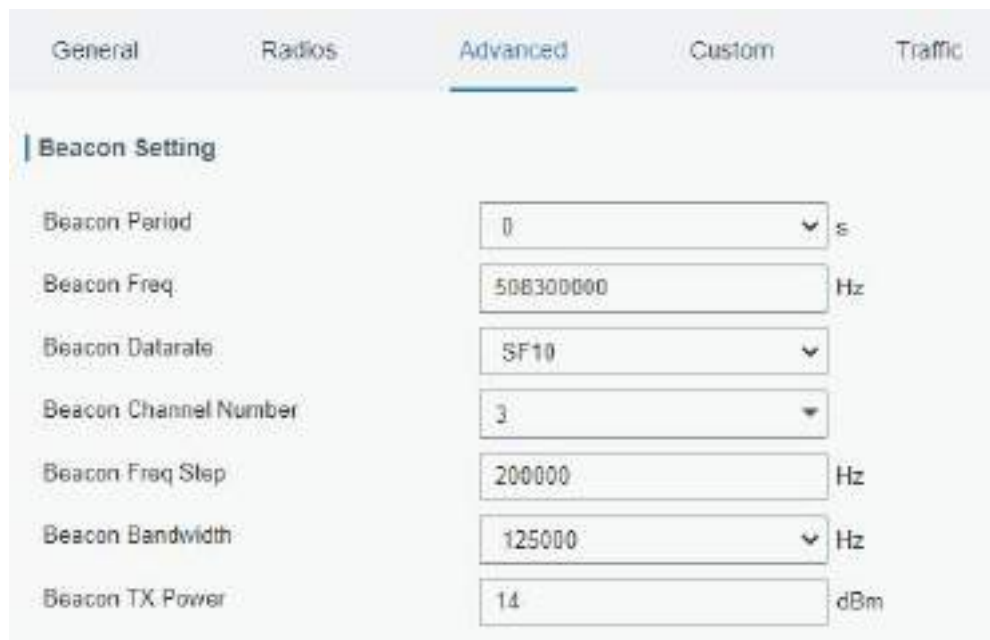 General Radios Advanced Custom Traffic
Beacon Setting
Beacon Period 0 s
Beacon Freq 508300000 Hz
Beacon Datarate SF10
Beacon Channel Number 3
Beacon Freq Step 200000 Hz
Beacon Bandwidth 125000 Hz
Beacon TX Power 14 dBm